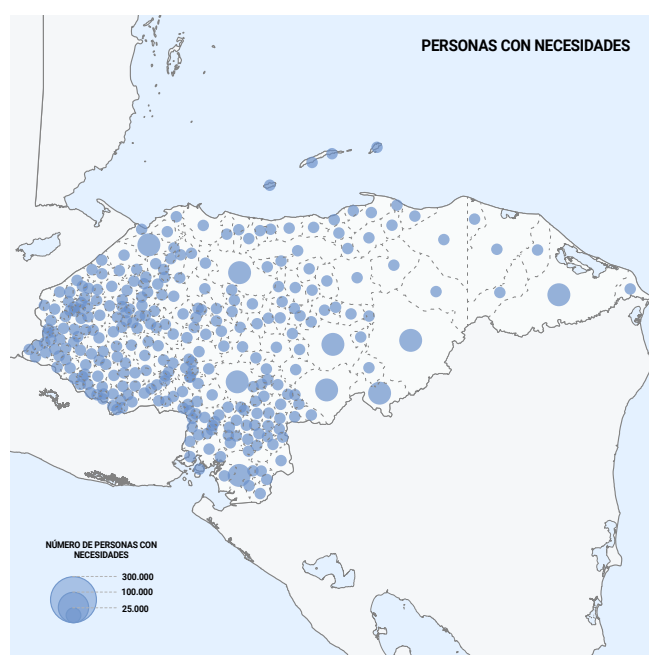 PERSONAS CON NECESIDADES
NÚMERO DE PERSONAS CON
NECESIDADES
300.000
100.000
25.000